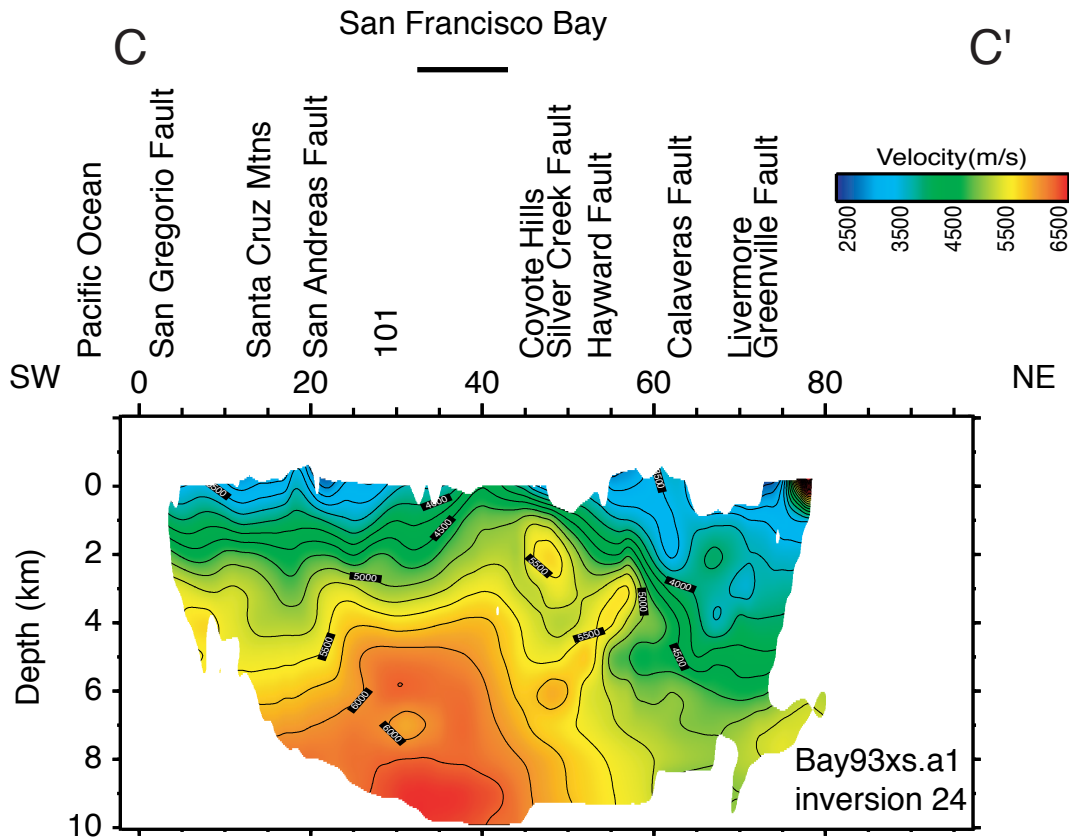 San Francisco Bay
C
C'
Pacific Ocean
San Gregorio Fault
Santa Cruz Mtns
San Andreas Fault
101
Coyote Hills
Silver Creek Fault
Hayward Fault
Calaveras Fault
Livermore
Greenville Fault
Velocity(m/s)
2500 3500 4500 5500 6500
SW
NE
0 20 40 60 80
Depth (km)
0
2
4
6
8
10
4000
4500
5000
5500
5500
6000
6000
5500
5000
4000
4500
Bay93xs.a1
inversion 24